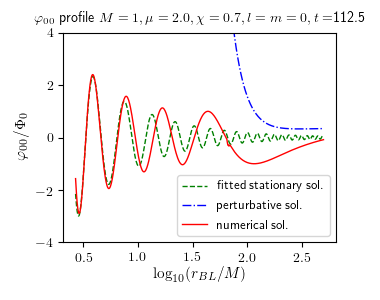 φ₀₀ profile M = 1, μ = 2.0, χ = 0.7, l = m = 0, t =112.5
4
2
0
−2
−4
φ₀₀/Φ₀
fitted stationary sol.
perturbative sol.
numerical sol.
0.5 1.0 1.5 2.0 2.5
log₁₀(r_BL/M)